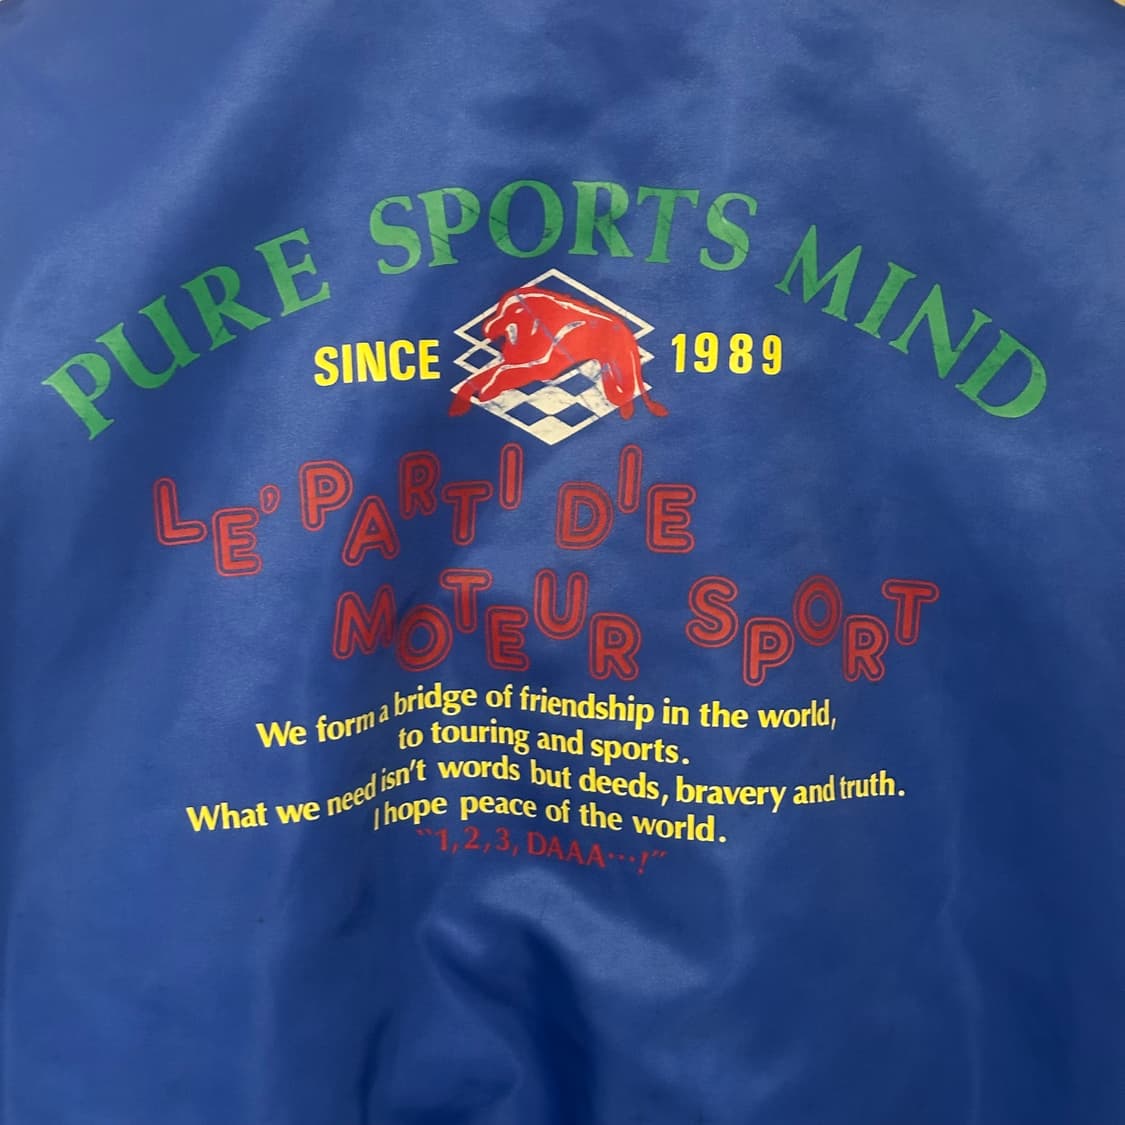 PURE SPORTS MIND
SINCE 1989
LE' PARTI DIE
MOTEUR SPORT
We form a bridge of friendship in the world,
to touring and sports.
What we need isn't words but deeds, bravery and truth.
I hope peace of the world.
"1,2,3, DAAA…!"